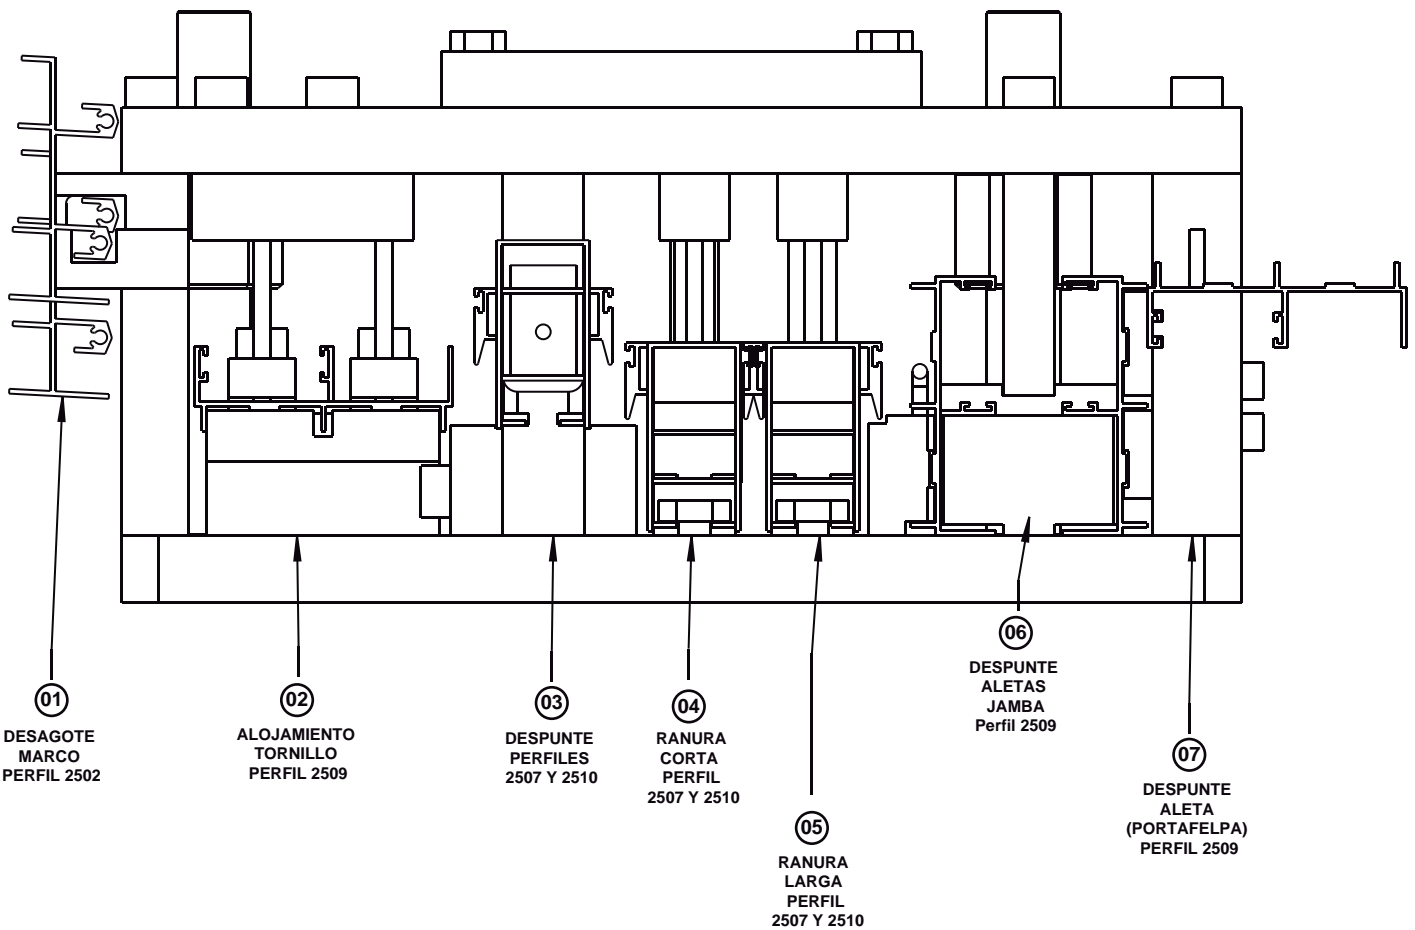 01
DESAGOTE
MARCO
PERFIL 2502
02
ALOJAMIENTO
TORNILLO
PERFIL 2509
03
DESPUNTE
PERFILES
2507 Y 2510
04
RANURA
CORTA
PERFIL
2507 Y 2510
05
RANURA
LARGA
PERFIL
2507 Y 2510
06
DESPUNTE
ALETAS
JAMBA
Perfil 2509
07
DESPUNTE
ALETA
(PORTAFELPA)
PERFIL 2509